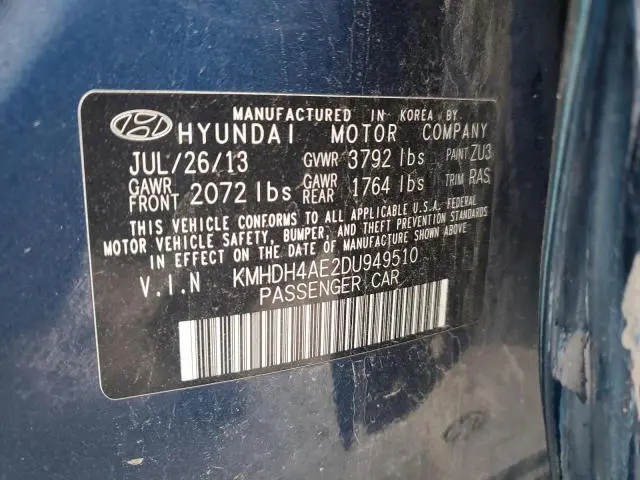 MANUFACTURED IN KOREA BY
HYUNDAI MOTOR COMPANY
JUL/26/13 GVWR 3792 lbs PAINT ZU3
GAWR FRONT 2072 lbs GAWR REAR 1764 lbs TRIM RAS
THIS VEHICLE CONFORMS TO ALL APPLICABLE U.S.A. FEDERAL
MOTOR VEHICLE SAFETY, BUMPER, AND THEFT PREVENTION STANDARDS
IN EFFECT ON THE DATE OF MANUFACTURE SHOWN ABOVE.
V.I.N KMHDH4AE2DU949510
PASSENGER CAR